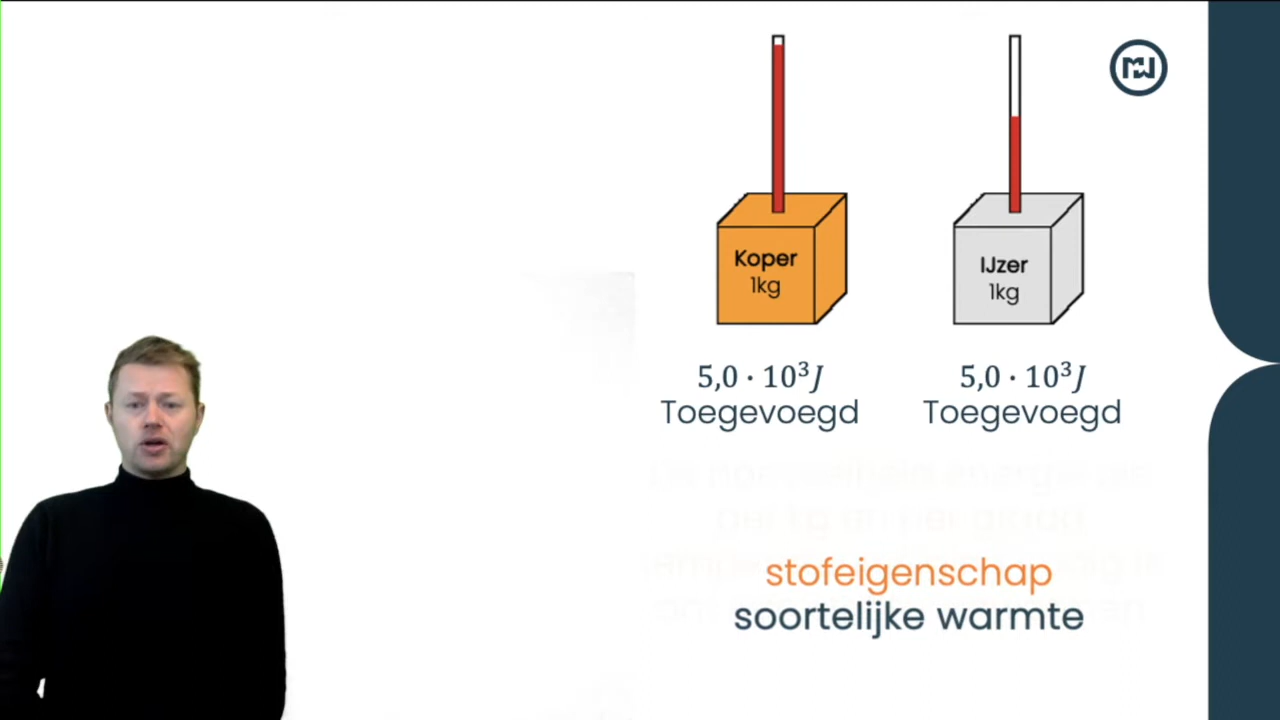 Koper
1kg
IJzer
1kg
5,0 · 10³J
Toegevoegd
5,0 · 10³J
Toegevoegd
stofeigenschap
soortelijke warmte